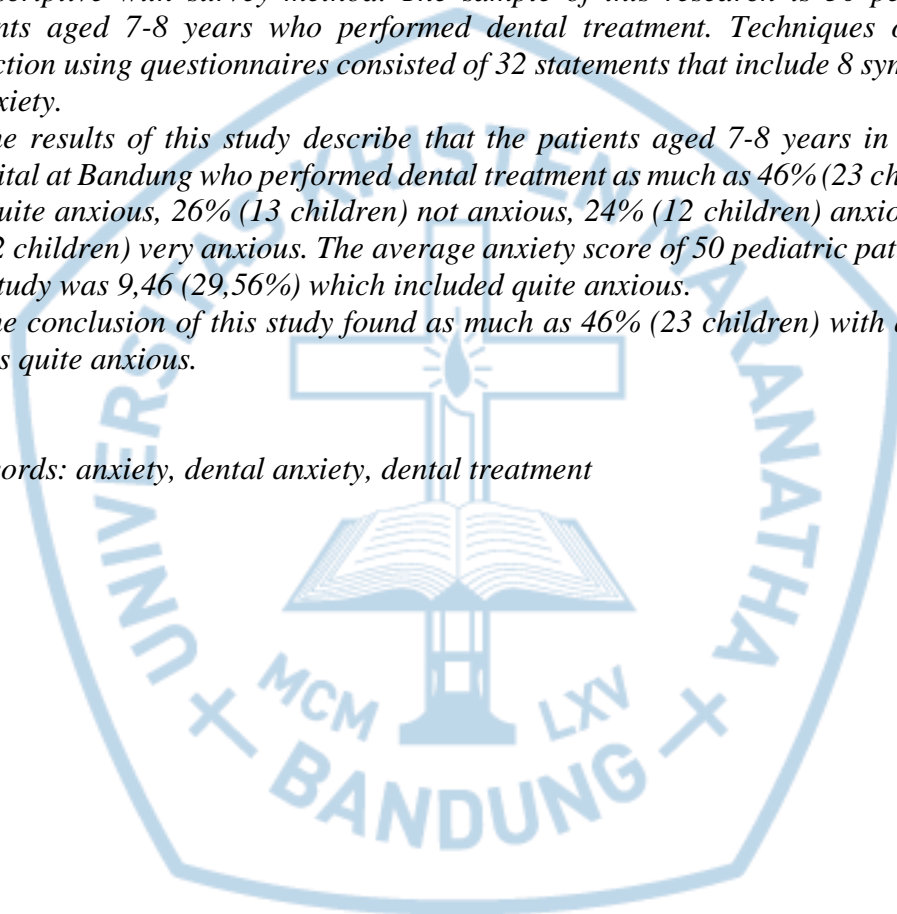 scriptive with survey method. The sample of this research is 50 pe
nts aged 7-8 years who performed dental treatment. Techniques o
ction using questionnaires consisted of 32 statements that include 8 sym
xiety.
he results of this study describe that the patients aged 7-8 years in
ital at Bandung who performed dental treatment as much as 46% (23 ch
uite anxious, 26% (13 children) not anxious, 24% (12 children) anxio
2 children) very anxious. The average anxiety score of 50 pediatric pat
tudy was 9,46 (29,56%) which included quite anxious.
he conclusion of this study found as much as 46% (23 children) with
s quite anxious.
ords: anxiety, dental anxiety, dental treatment
UNIVERSITAS KRISTEN MARANATHA
MCM LXV
BANDUNG